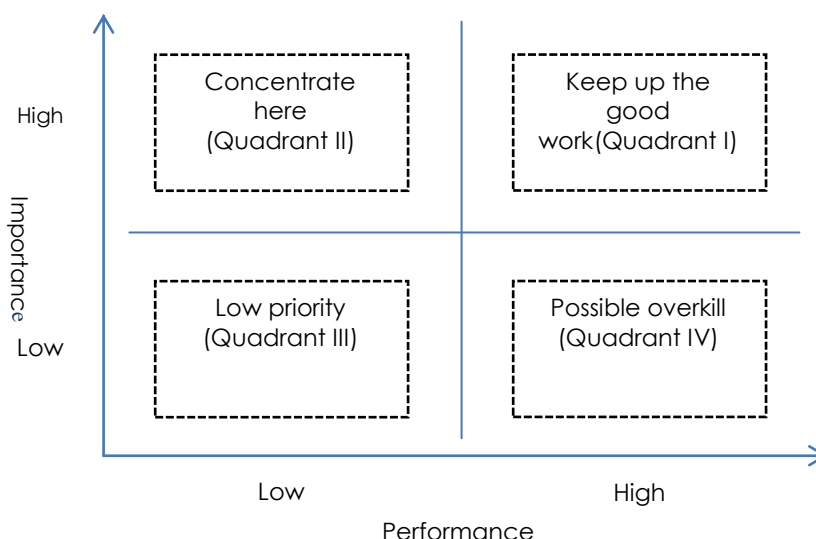 Concentrate
here
(Quadrant II)
Keep up the
good
work(Quadrant I)
High
Importance
Low priority
(Quadrant III)
Possible overkill
(Quadrant IV)
Low
Low
High
Performance